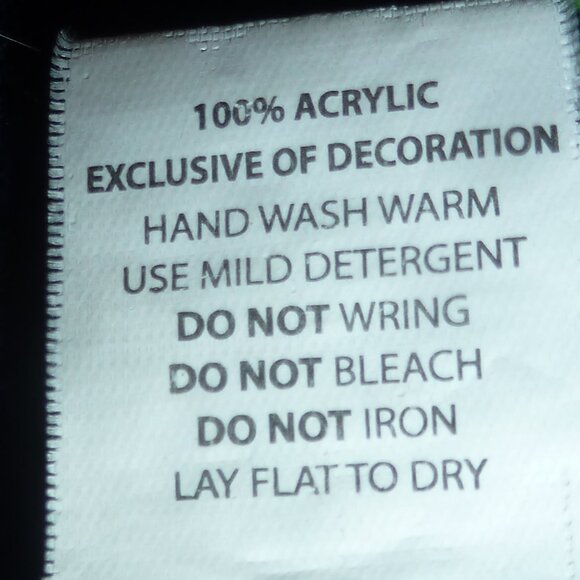 100% ACRYLIC
EXCLUSIVE OF DECORATION
HAND WASH WARM
USE MILD DETERGENT
DO NOT WRING
DO NOT BLEACH
DO NOT IRON
LAY FLAT TO DRY